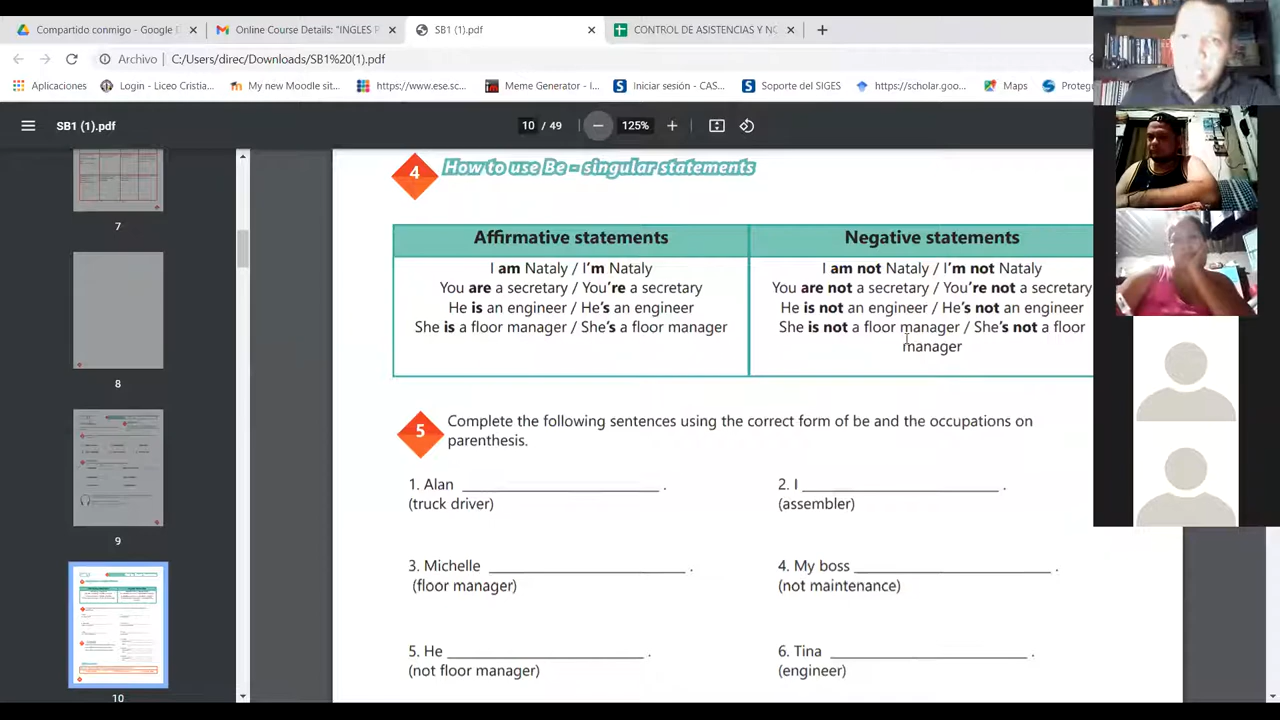 Compartido conmigo - Google D
Online Course Details: "INGLES P
SB1 (1).pdf
CONTROL DE ASISTENCIAS Y NO
Archivo
C:/Users/direc/Downloads/SB1%20(1).pdf
Aplicaciones
Login - Liceo Cristia...
My new Moodle sit...
https://www.ese.sc...
Meme Generator - I...
Iniciar sesión - CAS...
Soporte del SIGES
https://scholar.goo...
Maps
Proteg
SB1 (1).pdf
10 / 49
125%
7
8
9
10
4 How to use Be - singular statements
Affirmative statements
I am Nataly / I'm Nataly
You are a secretary / You're a secretary
He is an engineer / He's an engineer
She is a floor manager / She's a floor manager
Negative statements
I am not Nataly / I'm not Nataly
You are not a secretary / You're not a secretary
He is not an engineer / He's not an engineer
She is not a floor manager / She's not a floor
manager
5 Complete the following sentences using the correct form of be and the occupations on
parenthesis.
1. Alan ____________________ .
(truck driver)
2. I ____________________ .
(assembler)
3. Michelle ____________________ .
(floor manager)
4. My boss ____________________ .
(not maintenance)
5. He ____________________ .
(not floor manager)
6. Tina ____________________ .
(engineer)